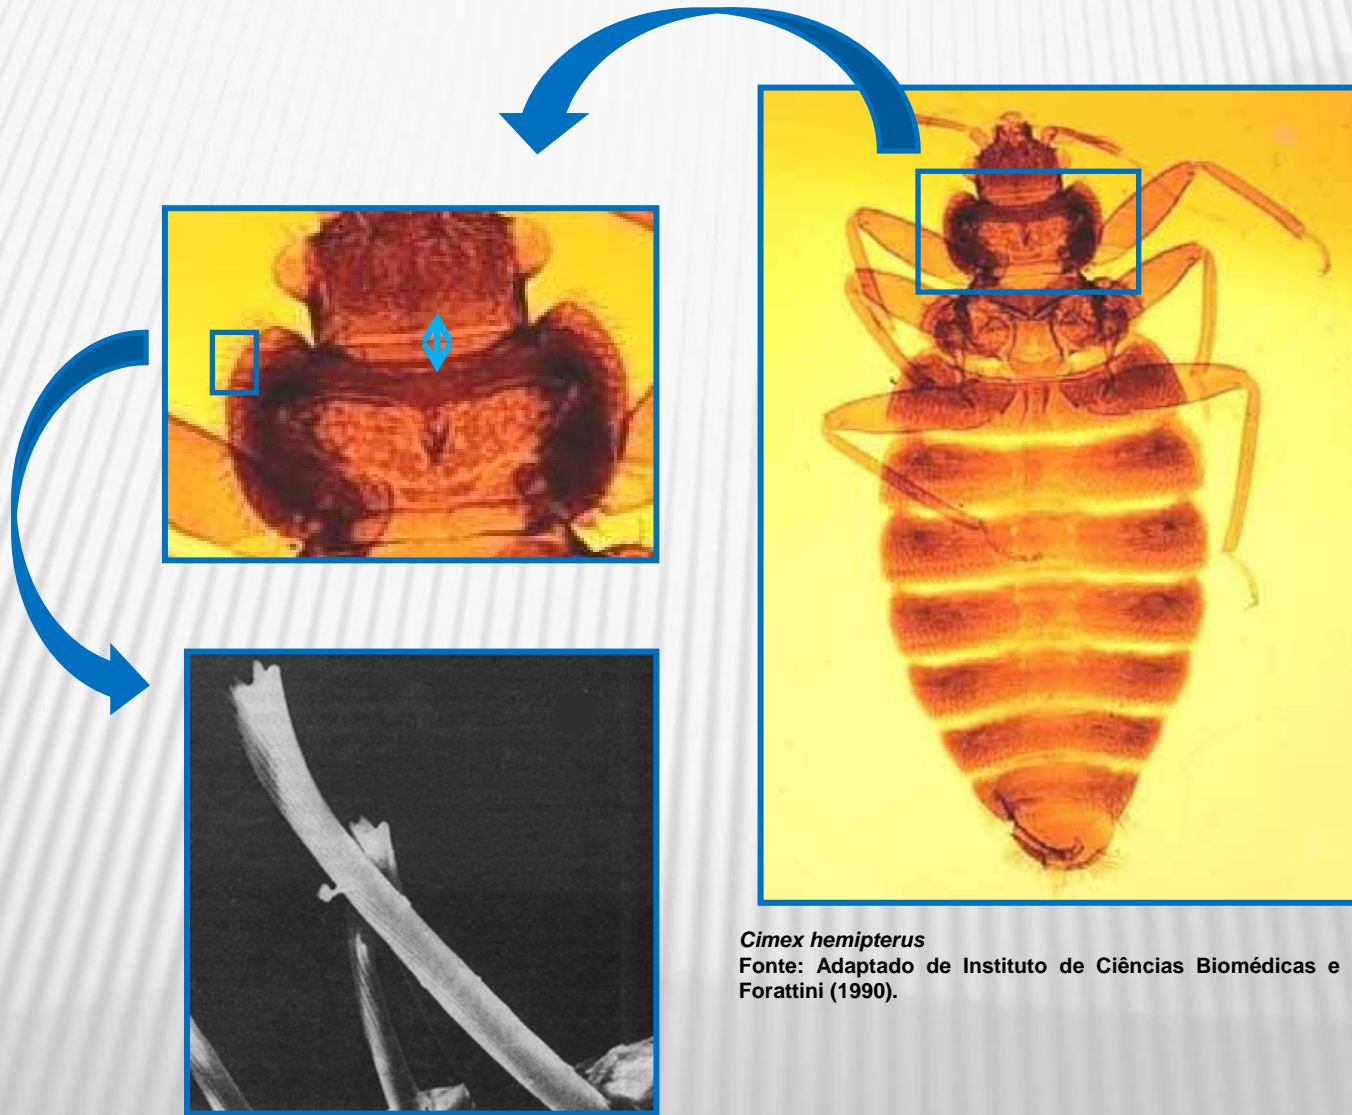 Cimex hemipterus
Fonte: Adaptado de Instituto de Ciências Biomédicas e
Forattini (1990).